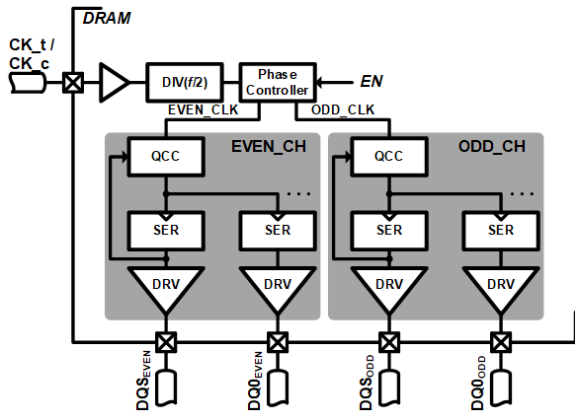 DRAM
CK_t /
CK_c
DIV(f/2)
Phase
Controller
EN
EVEN_CLK
ODD_CLK
QCC
EVEN_CH
QCC
ODD_CH
. . .
. . .
SER
SER
SER
SER
DRV
DRV
DRV
DRV
DQSEVEN
DQ0EVEN
DQSODD
DQ0ODD